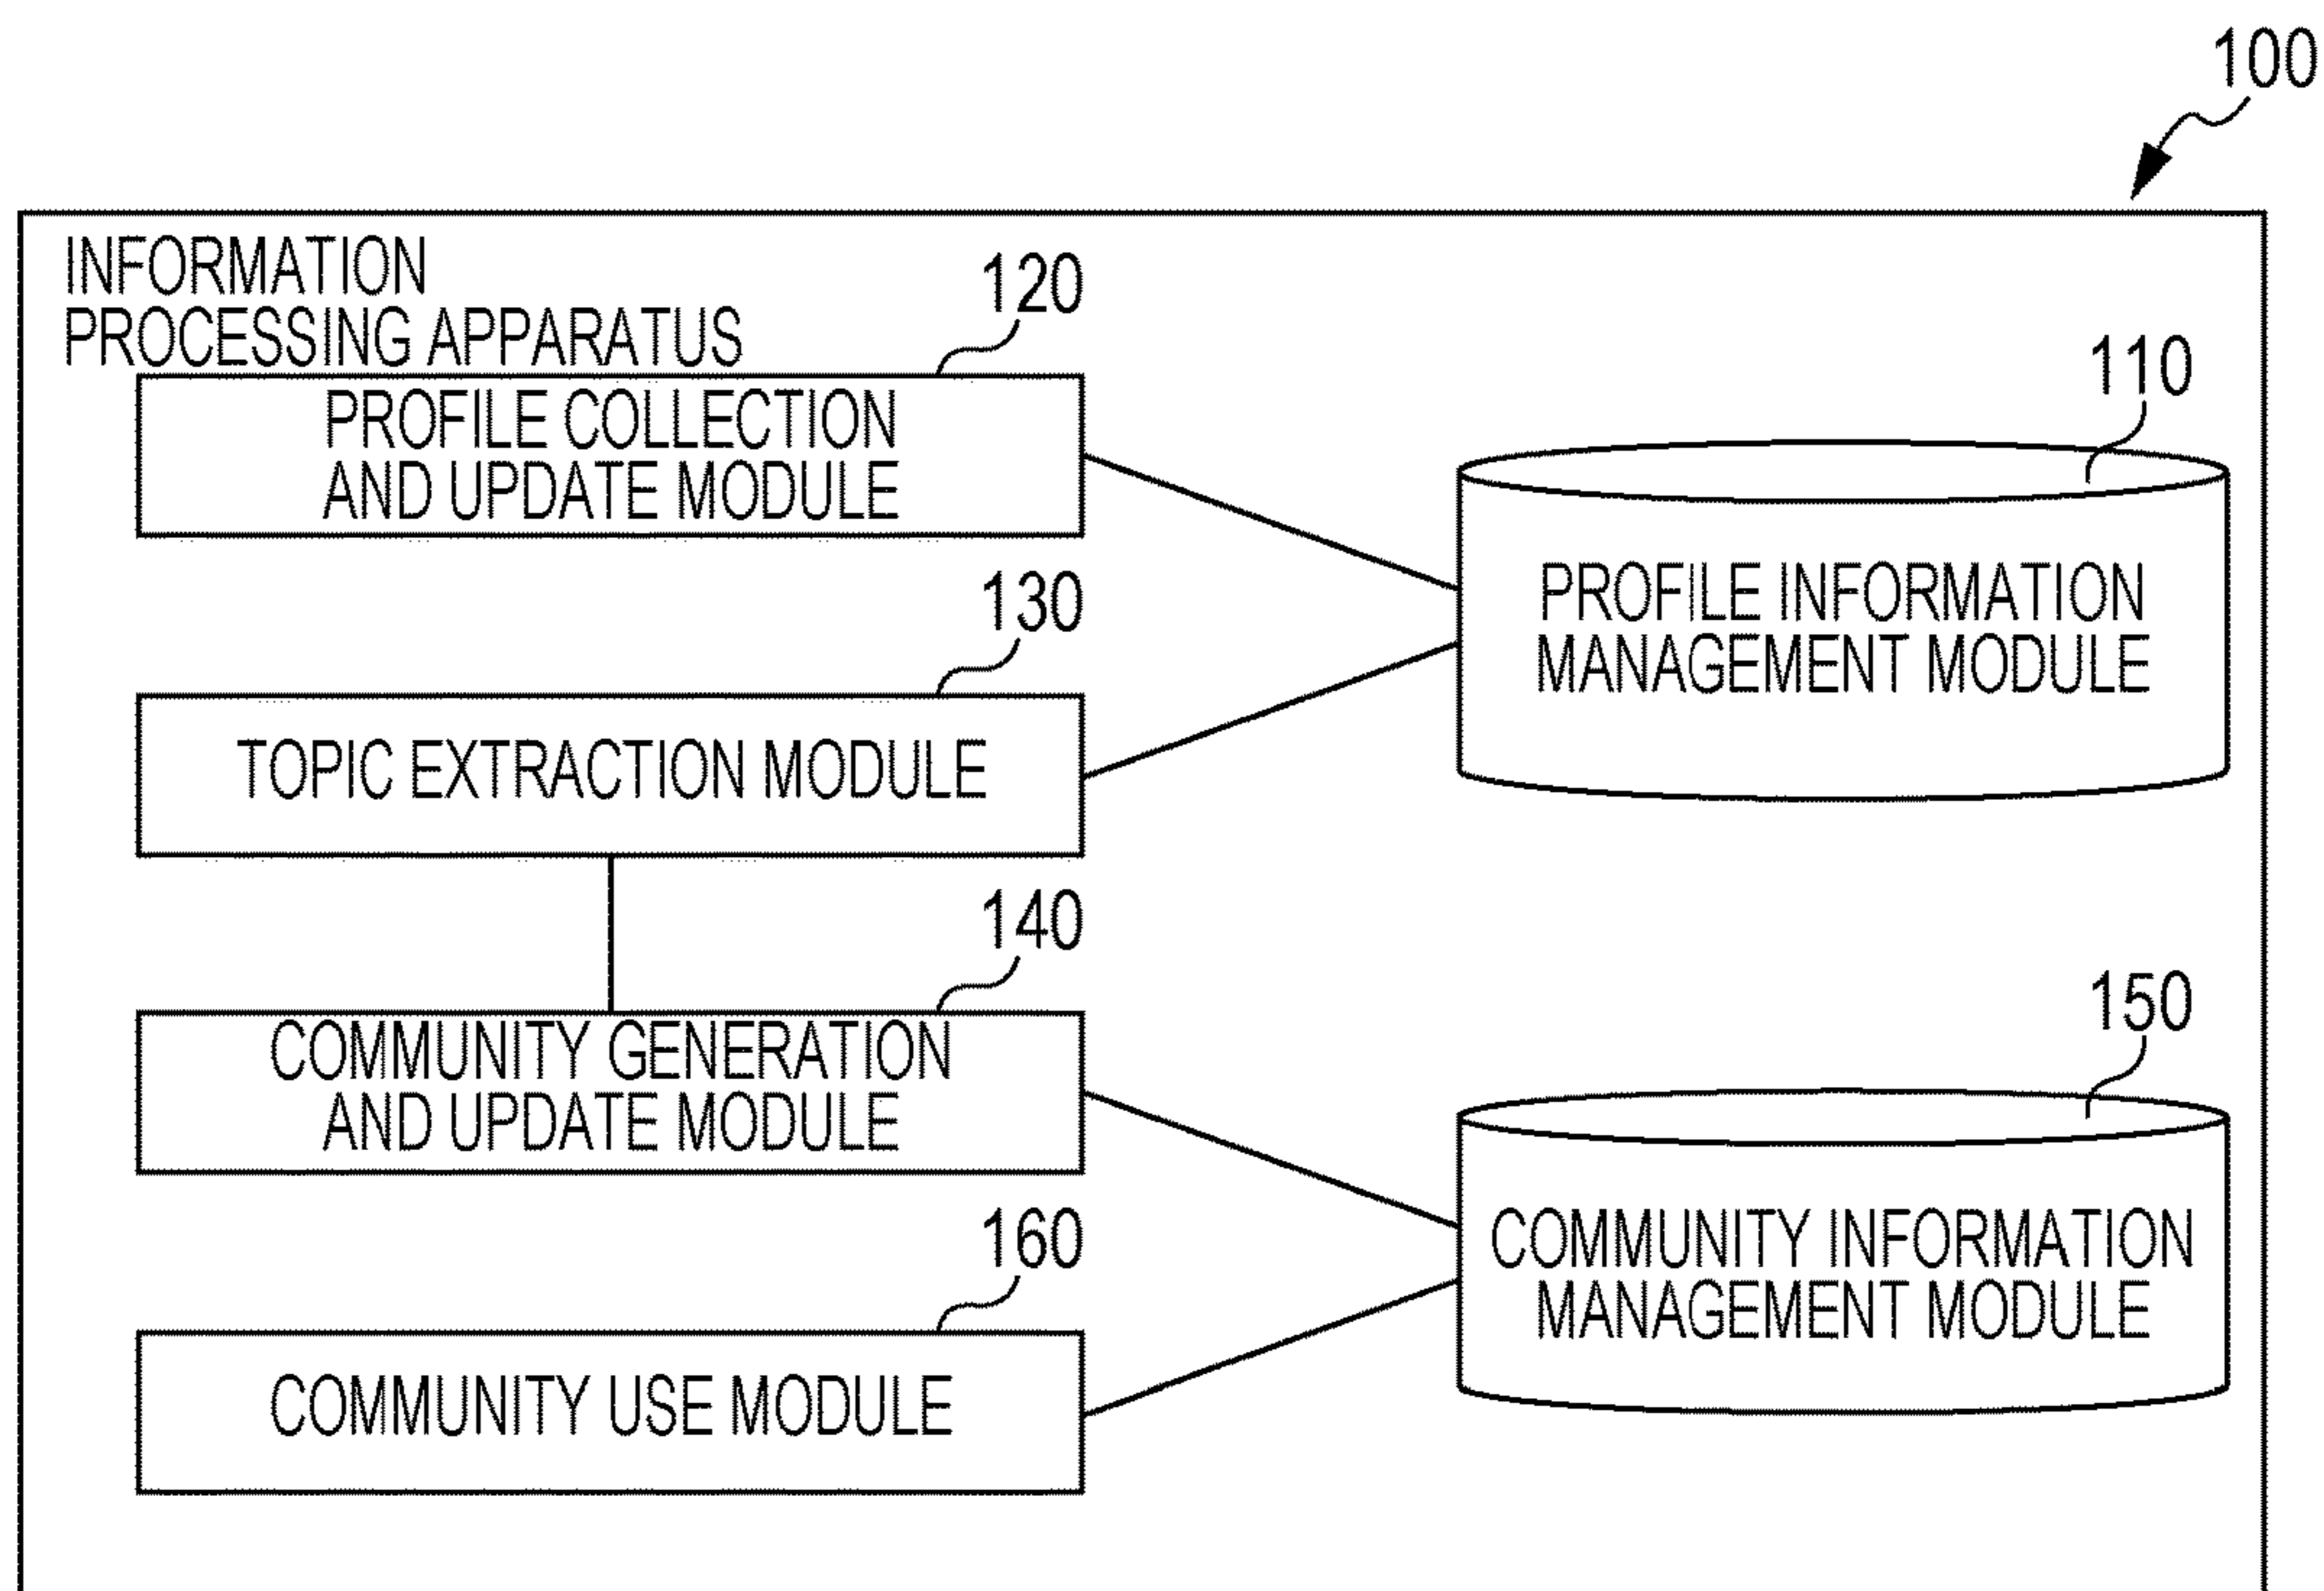 100
INFORMATION
PROCESSING APPARATUS
120
PROFILE COLLECTION
AND UPDATE MODULE
110
PROFILE INFORMATION
MANAGEMENT MODULE
130
TOPIC EXTRACTION MODULE
140
COMMUNITY GENERATION
AND UPDATE MODULE
150
COMMUNITY INFORMATION
MANAGEMENT MODULE
160
COMMUNITY USE MODULE